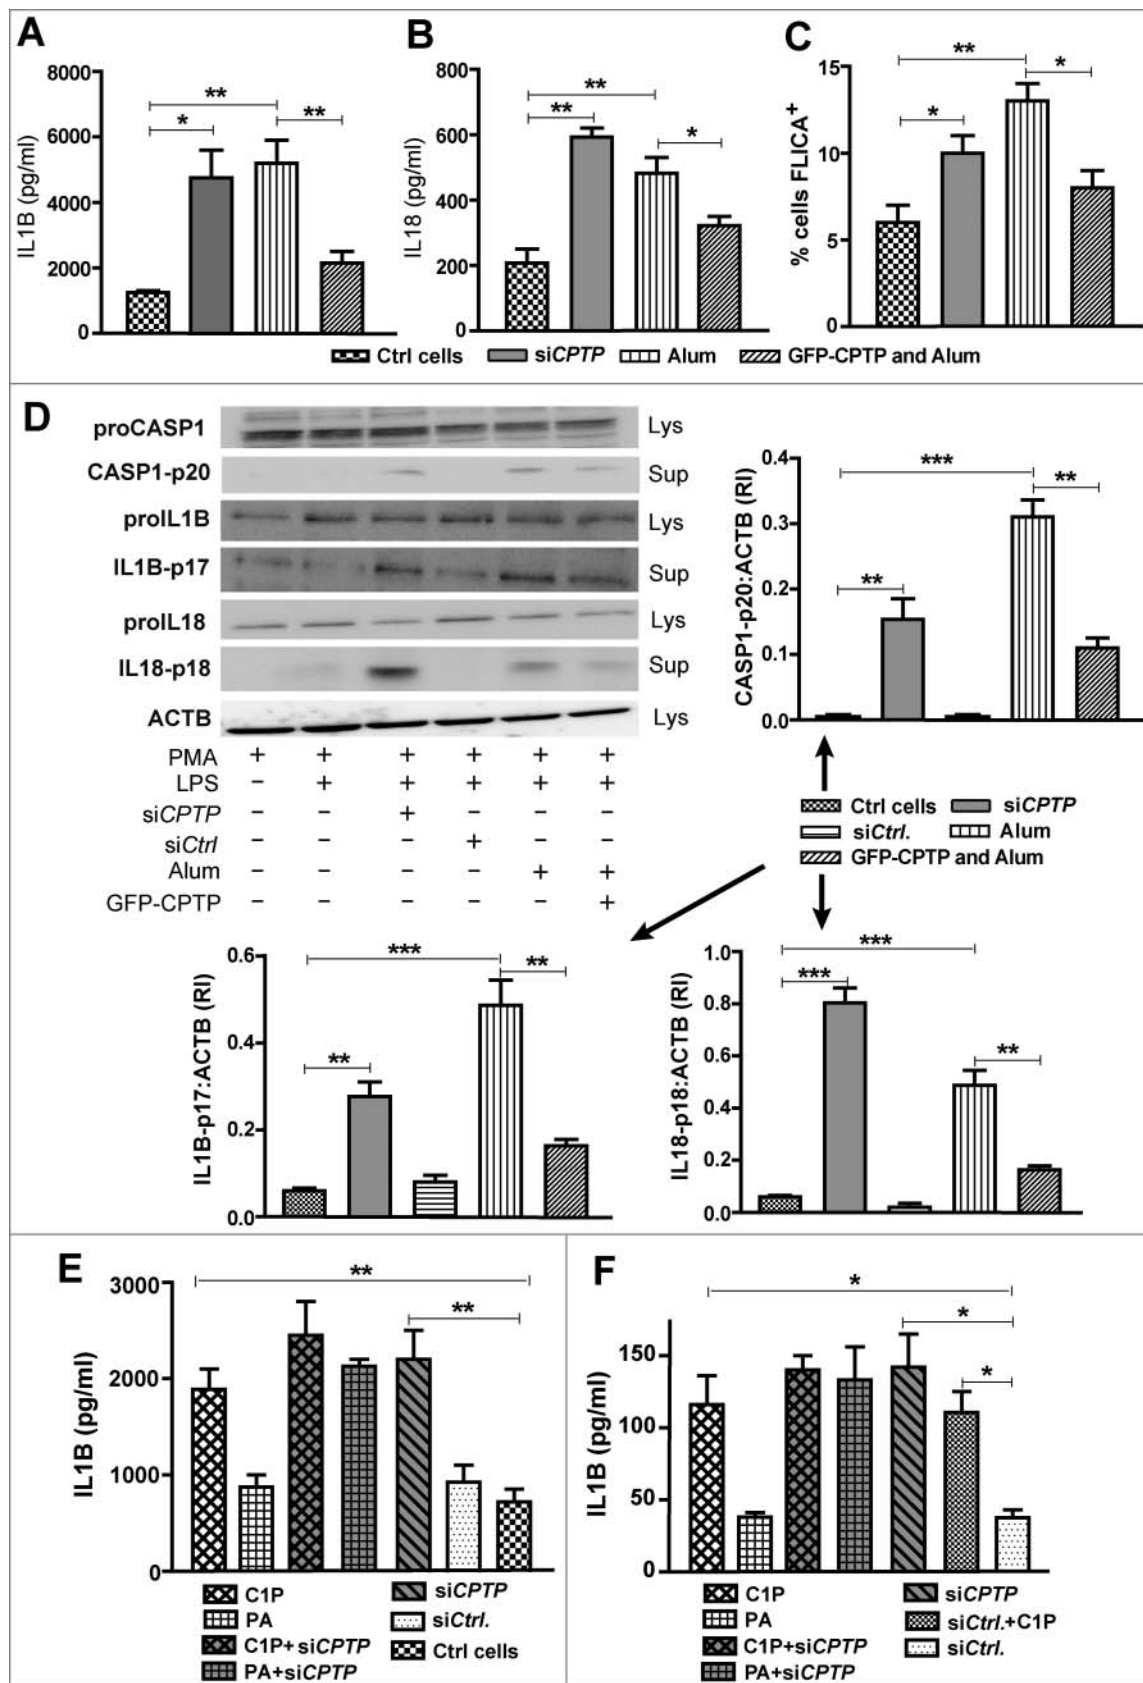 A
B
C
8000
6000
4000
2000
0
IL1B (pg/ml)
**
*
**
800
600
400
200
0
IL18 (pg/ml)
**
**
*
15
10
5
0
% cells FLICA+
**
*
*
Ctrl cells
siCPTP
Alum
GFP-CPTP and Alum
D
proCASP1 Lys
CASP1-p20 Sup
proIL1B Lys
IL1B-p17 Sup
proIL18 Lys
IL18-p18 Sup
ACTB Lys
PMA + + + + + +
LPS – + + + + +
siCPTP – – + – – –
siCtrl – – – + – –
Alum – – – – + +
GFP-CPTP – – – – – +
0.4
0.3
0.2
0.1
0.0
CASP1-p20:ACTB (RI)
***
**
**
Ctrl cells
siCPTP
siCtrl.
Alum
GFP-CPTP and Alum
0.6
0.4
0.2
0.0
IL1B-p17:ACTB (RI)
***
**
**
1.0
0.8
0.6
0.4
0.2
0.0
IL18-p18:ACTB (RI)
***
***
**
E
3000
2000
1000
0
IL1B (pg/ml)
**
**
C1P
PA
C1P+siCPTP
PA+siCPTP
siCPTP
siCtrl.
Ctrl cells
F
150
100
50
0
IL1B (pg/ml)
*
*
*
C1P
PA
C1P+siCPTP
PA+siCPTP
siCPTP
siCtrl.+C1P
siCtrl.